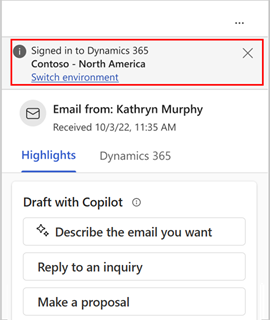 ...
Signed in to Dynamics 365
Contoso - North America
Switch environment
Email from: Kathryn Murphy
Received 10/3/22, 11:35 AM
Highlights Dynamics 365
Draft with Copilot
Describe the email you want
Reply to an inquiry
Make a proposal